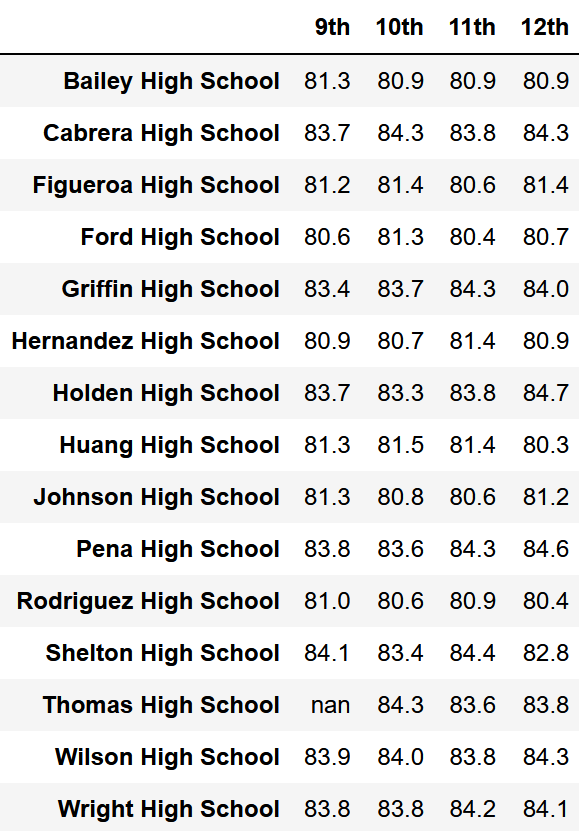 9th 10th 11th 12th
Bailey High School 81.3 80.9 80.9 80.9
Cabrera High School 83.7 84.3 83.8 84.3
Figueroa High School 81.2 81.4 80.6 81.4
Ford High School 80.6 81.3 80.4 80.7
Griffin High School 83.4 83.7 84.3 84.0
Hernandez High School 80.9 80.7 81.4 80.9
Holden High School 83.7 83.3 83.8 84.7
Huang High School 81.3 81.5 81.4 80.3
Johnson High School 81.3 80.8 80.6 81.2
Pena High School 83.8 83.6 84.3 84.6
Rodriguez High School 81.0 80.6 80.9 80.4
Shelton High School 84.1 83.4 84.4 82.8
Thomas High School nan 84.3 83.6 83.8
Wilson High School 83.9 84.0 83.8 84.3
Wright High School 83.8 83.8 84.2 84.1